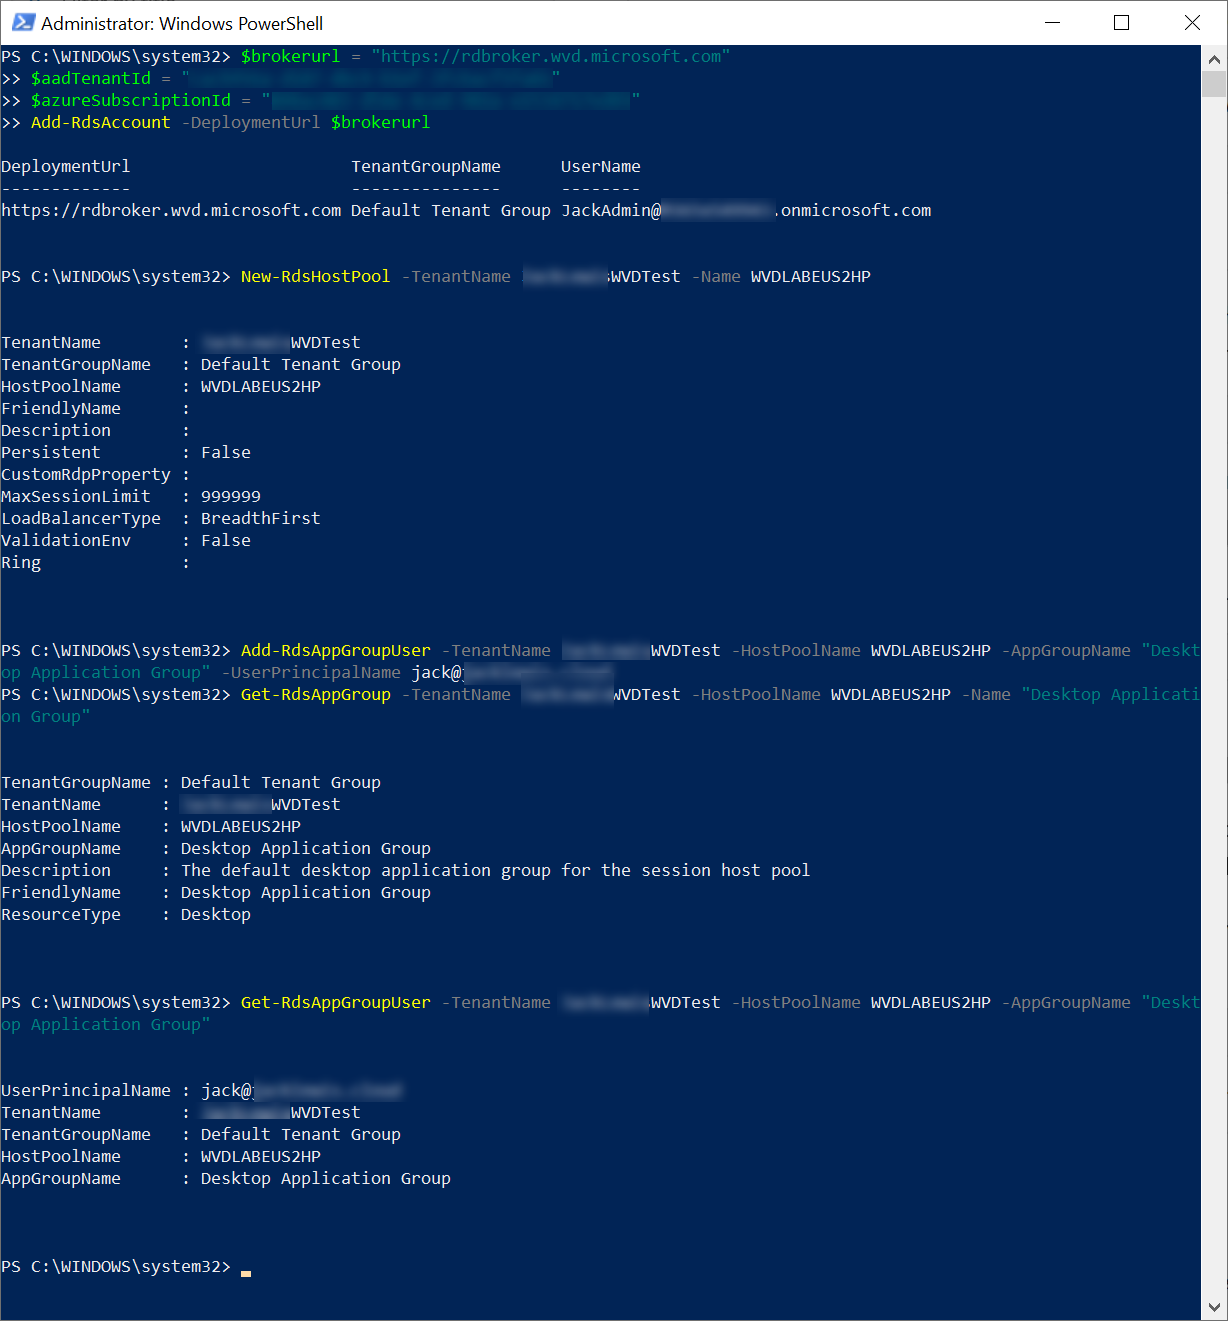 Administrator: Windows PowerShell
PS C:\WINDOWS\system32> $brokerurl = "https://rdbroker.wvd.microsoft.com"
>> $aadTenantId = " "
>> $azureSubscriptionId = " "
>> Add-RdsAccount -DeploymentUrl $brokerurl
DeploymentUrl TenantGroupName UserName
------------- --------------- --------
https://rdbroker.wvd.microsoft.com Default Tenant Group JackAdmin@ .onmicrosoft.com
PS C:\WINDOWS\system32> New-RdsHostPool -TenantName WVDTest -Name WVDLABEUS2HP
TenantName : WVDTest
TenantGroupName : Default Tenant Group
HostPoolName : WVDLABEUS2HP
FriendlyName :
Description :
Persistent : False
CustomRdpProperty :
MaxSessionLimit : 999999
LoadBalancerType : BreadthFirst
ValidationEnv : False
Ring :
PS C:\WINDOWS\system32> Add-RdsAppGroupUser -TenantName WVDTest -HostPoolName WVDLABEUS2HP -AppGroupName "Deskt
op Application Group" -UserPrincipalName jack@
PS C:\WINDOWS\system32> Get-RdsAppGroup -TenantName WVDTest -HostPoolName WVDLABEUS2HP -Name "Desktop Applicati
on Group"
TenantGroupName : Default Tenant Group
TenantName : WVDTest
HostPoolName : WVDLABEUS2HP
AppGroupName : Desktop Application Group
Description : The default desktop application group for the session host pool
FriendlyName : Desktop Application Group
ResourceType : Desktop
PS C:\WINDOWS\system32> Get-RdsAppGroupUser -TenantName WVDTest -HostPoolName WVDLABEUS2HP -AppGroupName "Deskt
op Application Group"
UserPrincipalName : jack@
TenantName : WVDTest
TenantGroupName : Default Tenant Group
HostPoolName : WVDLABEUS2HP
AppGroupName : Desktop Application Group
PS C:\WINDOWS\system32>